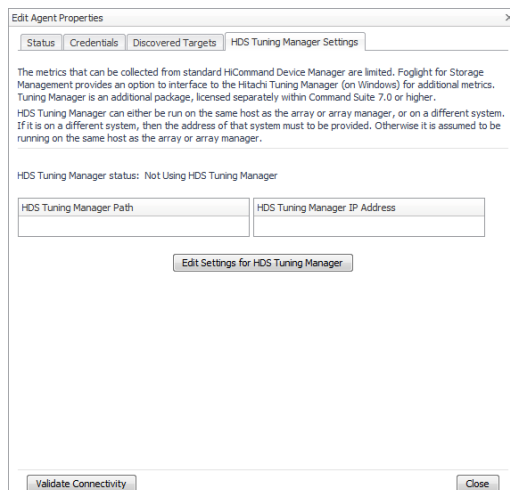 Edit Agent Properties
Status Credentials Discovered Targets HDS Tuning Manager Settings
The metrics that can be collected from standard HiCommand Device Manager are limited. Foglight for Storage
Management provides an option to interface to the Hitachi Tuning Manager (on Windows) for additional metrics.
Tuning Manager is an additional package, licensed separately within Command Suite 7.0 or higher.
HDS Tuning Manager can either be run on the same host as the array or array manager, or on a different system.
If it is on a different system, then the address of that system must to be provided. Otherwise it is assumed to be
running on the same host as the array or array manager.
HDS Tuning Manager status: Not Using HDS Tuning Manager
HDS Tuning Manager Path HDS Tuning Manager IP Address
Edit Settings for HDS Tuning Manager
Validate Connectivity Close